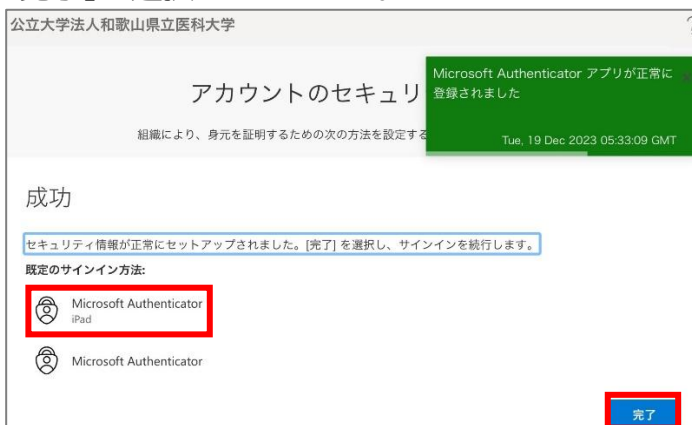 公立大学法人和歌山県立医科大学
アカウントのセキュリ
組織により、身元を証明するための次の方法を設定する
Microsoft Authenticator アプリが正常に
登録されました
Tue, 19 Dec 2023 05:33:09 GMT
成功
セキュリティ情報が正常にセットアップされました。[完了] を選択し、サインインを続行します。
既定のサインイン方法:
Microsoft Authenticator
iPad
Microsoft Authenticator
完了